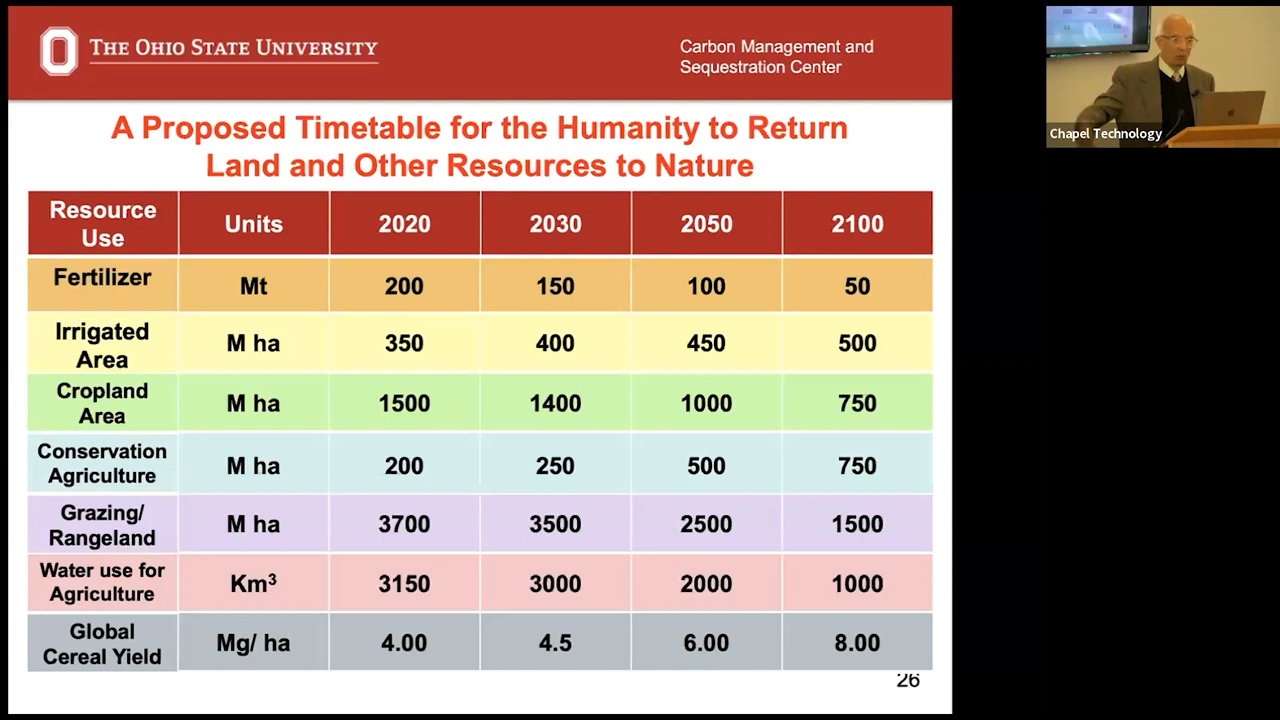 THE OHIO STATE UNIVERSITY
Carbon Management and
Sequestration Center
Chapel Technology
A Proposed Timetable for the Humanity to Return
Land and Other Resources to Nature
Resource Use Units 2020 2030 2050 2100
Fertilizer Mt 200 150 100 50
Irrigated Area M ha 350 400 450 500
Cropland Area M ha 1500 1400 1000 750
Conservation Agriculture M ha 200 250 500 750
Grazing/ Rangeland M ha 3700 3500 2500 1500
Water use for Agriculture Km³ 3150 3000 2000 1000
Global Cereal Yield Mg/ ha 4.00 4.5 6.00 8.00
26